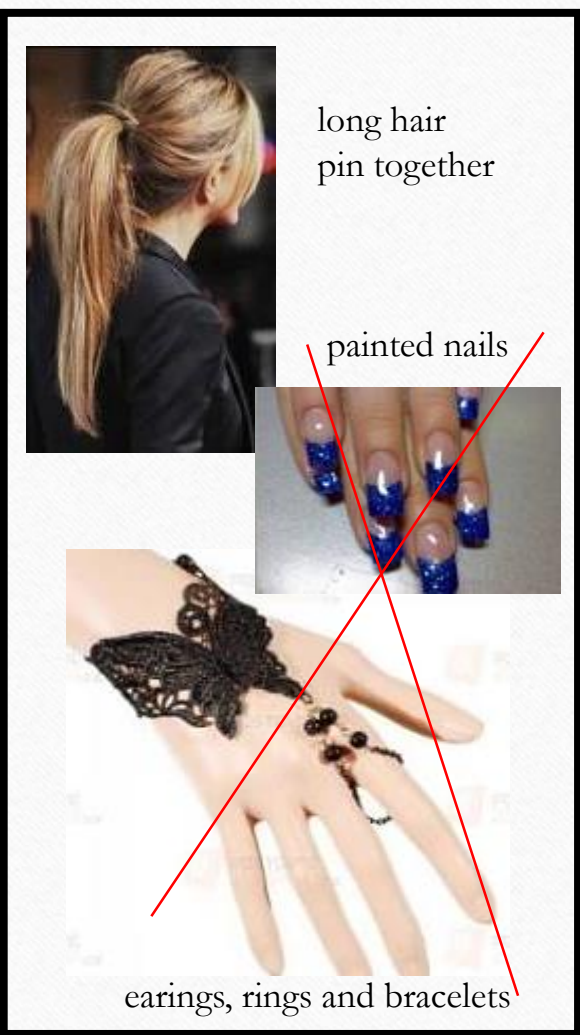 long hair
pin together
painted nails
earings, rings and bracelets